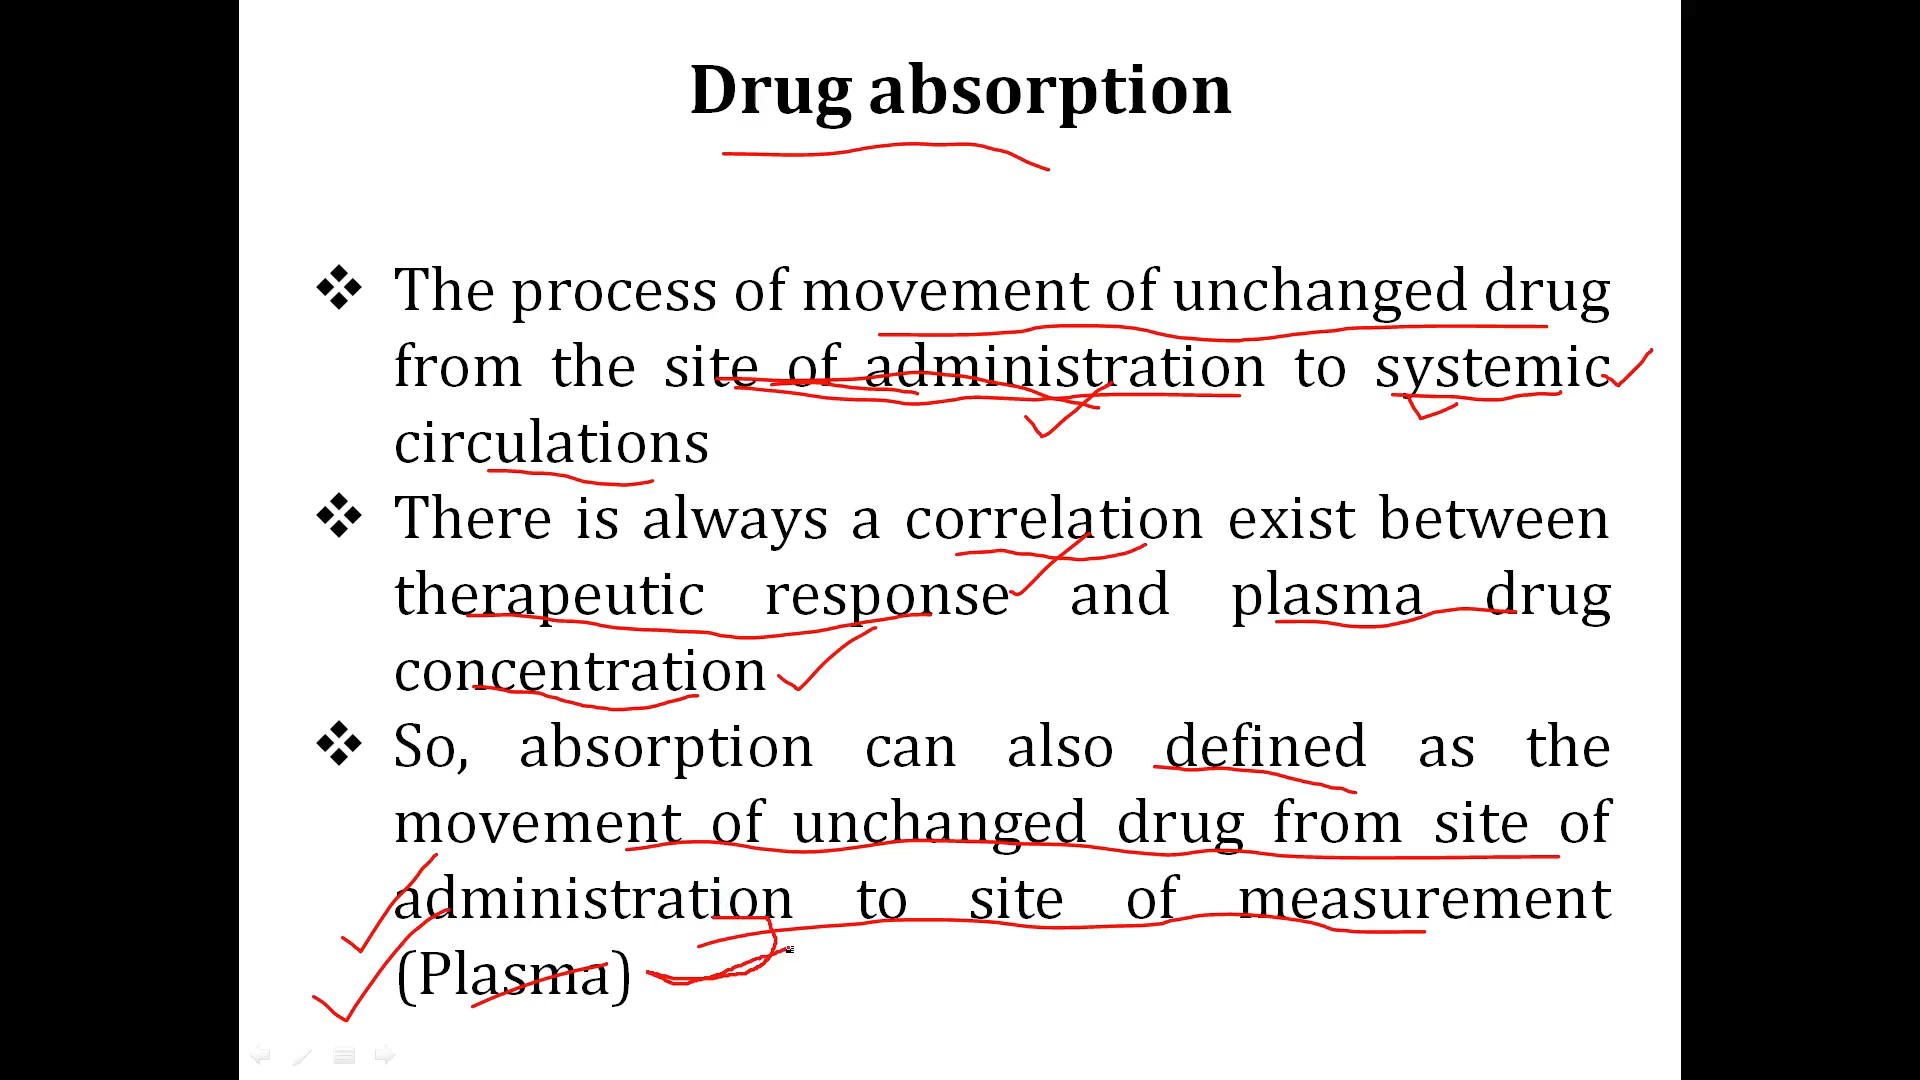 Drug absorption
❖ The process of movement of unchanged drug
from the site of administration to systemic
circulations
❖ There is always a correlation exist between
therapeutic response and plasma drug
concentration
❖ So, absorption can also defined as the
movement of unchanged drug from site of
administration to site of measurement
(Plasma)